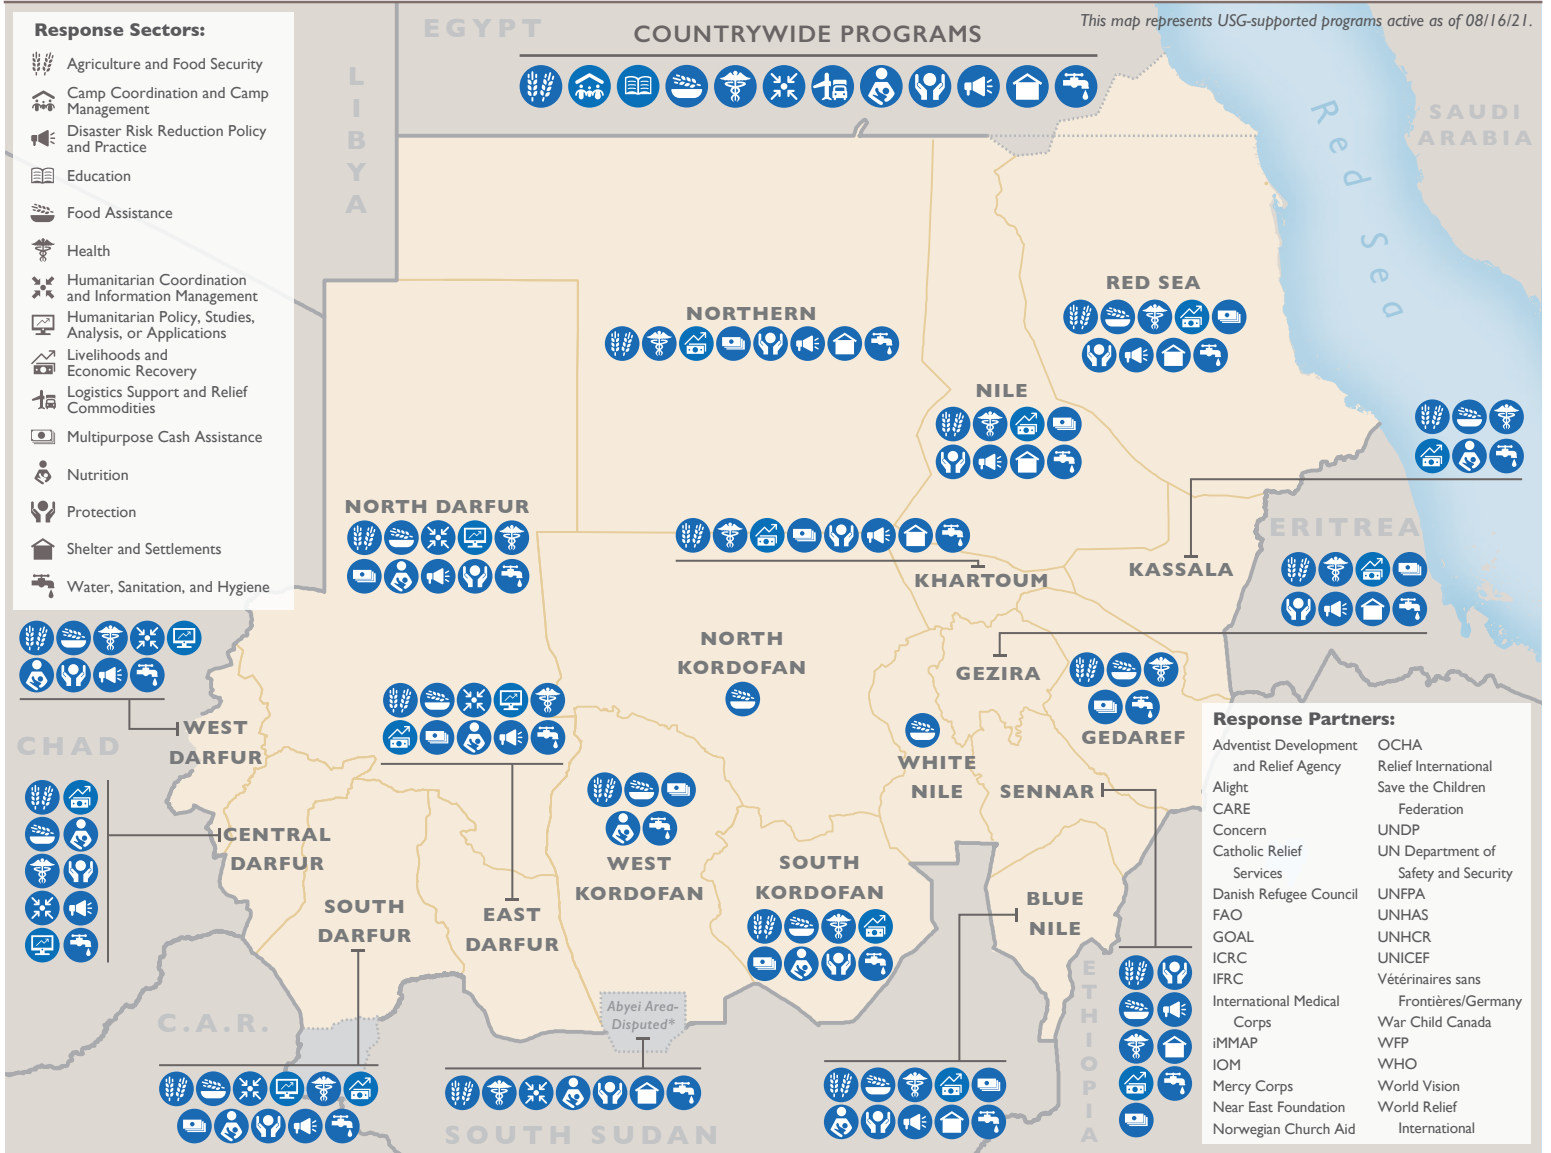 This map represents USG-supported programs active as of 08/16/21.
COUNTRYWIDE PROGRAMS
Response Sectors:
Agriculture and Food Security
Camp Coordination and Camp
Management
Disaster Risk Reduction Policy
and Practice
Education
Food Assistance
Health
Humanitarian Coordination
and Information Management
Humanitarian Policy, Studies,
Analysis, or Applications
Livelihoods and
Economic Recovery
Logistics Support and Relief
Commodities
Multipurpose Cash Assistance
Nutrition
Protection
Shelter and Settlements
Water, Sanitation, and Hygiene
EGYPT
LIBYA
SAUDI
ARABIA
Red Sea
RED SEA
NORTHERN
NILE
NORTH DARFUR
ERITREA
KHARTOUM
KASSALA
NORTH
KORDOFAN
GEZIRA
GEDAREF
CHAD
WEST
DARFUR
WHITE
NILE
SENNAR
CENTRAL
DARFUR
WEST
KORDOFAN
SOUTH
KORDOFAN
SOUTH
DARFUR
EAST
DARFUR
BLUE
NILE
ETHIOPIA
C.A.R.
Abyei Area-
Disputed*
SOUTH SUDAN
Response Partners:
Adventist Development
and Relief Agency
Alight
CARE
Concern
Catholic Relief
Services
Danish Refugee Council
FAO
GOAL
ICRC
IFRC
International Medical
Corps
iMMAP
IOM
Mercy Corps
Near East Foundation
Norwegian Church Aid
OCHA
Relief International
Save the Children
Federation
UNDP
UN Department of
Safety and Security
UNFPA
UNHAS
UNHCR
UNICEF
Vétérinaires sans
Frontières/Germany
War Child Canada
WFP
WHO
World Vision
World Relief
International